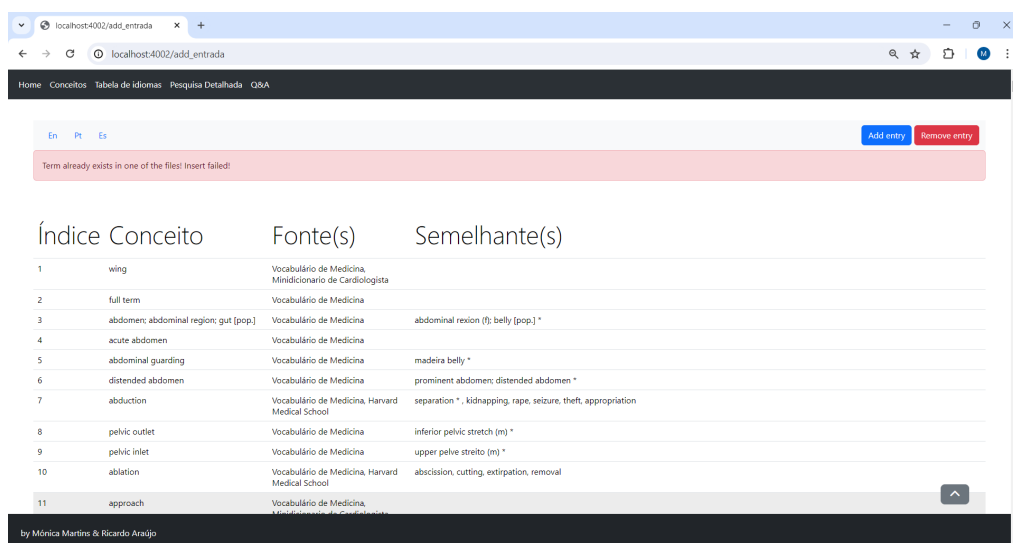 localhost:4002/add_entrada
localhost:4002/add_entrada
M
Home Conceitos Tabela de idiomas Pesquisa Detalhada Q&A
En Pt Es Add entry Remove entry
Term already exists in one of the files! Insert failed!
Índice Conceito Fonte(s) Semelhante(s)
1 wing Vocabulário de Medicina,
Minidicionario de Cardiologista
2 full term Vocabulário de Medicina
3 abdomen; abdominal region; gut [pop.] Vocabulário de Medicina abdominal rexion (f); belly [pop.] *
4 acute abdomen Vocabulário de Medicina
5 abdominal guarding Vocabulário de Medicina madeira belly *
6 distended abdomen Vocabulário de Medicina prominent abdomen; distended abdomen *
7 abduction Vocabulário de Medicina, Harvard separation * , kidnapping, rape, seizure, theft, appropriation
Medical School
8 pelvic outlet Vocabulário de Medicina inferior pelvic stretch (m) *
9 pelvic inlet Vocabulário de Medicina upper pelve streito (m) *
10 ablation Vocabulário de Medicina, Harvard abscission, cutting, extirpation, removal
Medical School
11 approach Vocabulário de Medicina,
Minidicionario de Cardiologista
by Mónica Martins & Ricardo Araújo